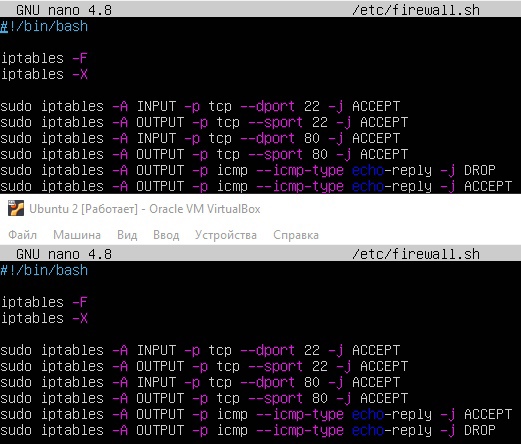 GNU nano 4.8 /etc/firewall.sh
#!/bin/bash
iptables -F
iptables -X
sudo iptables -A INPUT -p tcp --dport 22 -j ACCEPT
sudo iptables -A OUTPUT -p tcp --sport 22 -j ACCEPT
sudo iptables -A INPUT -p tcp --dport 80 -j ACCEPT
sudo iptables -A OUTPUT -p tcp --sport 80 -j ACCEPT
sudo iptables -A OUTPUT -p icmp --icmp-type echo-reply -j DROP
sudo iptables -A OUTPUT -p icmp --icmp-type echo-reply -j ACCEPT
Ubuntu 2 [Работает] - Oracle VM VirtualBox
Файл Машина Вид Ввод Устройства Справка
GNU nano 4.8 /etc/firewall.sh
#!/bin/bash
iptables -F
iptables -X
sudo iptables -A INPUT -p tcp --dport 22 -j ACCEPT
sudo iptables -A OUTPUT -p tcp --sport 22 -j ACCEPT
sudo iptables -A INPUT -p tcp --dport 80 -j ACCEPT
sudo iptables -A OUTPUT -p tcp --sport 80 -j ACCEPT
sudo iptables -A OUTPUT -p icmp --icmp-type echo-reply -j ACCEPT
sudo iptables -A OUTPUT -p icmp --icmp-type echo-reply -j DROP